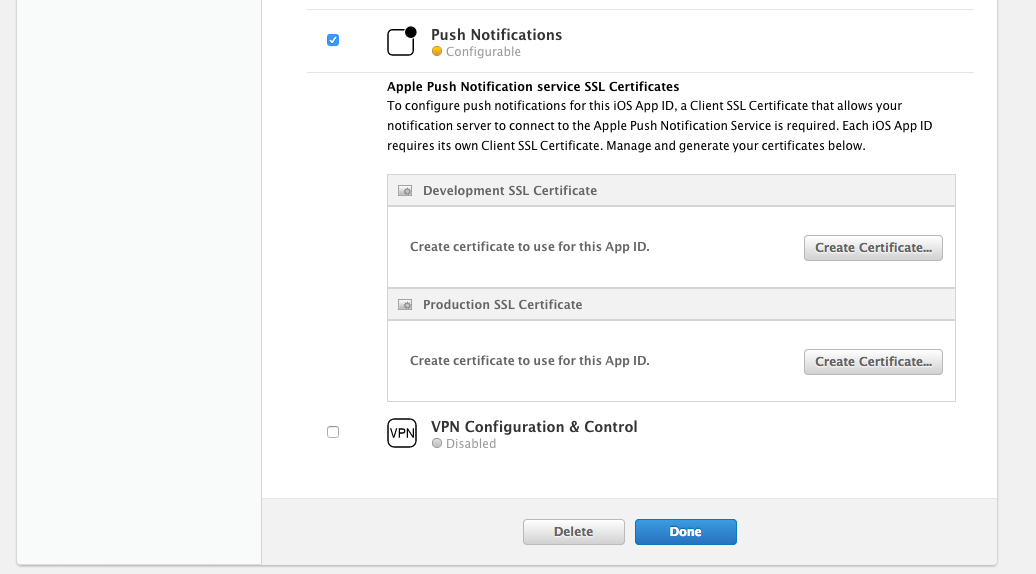 Push Notifications
Configurable
Apple Push Notification service SSL Certificates
To configure push notifications for this iOS App ID, a Client SSL Certificate that allows your
notification server to connect to the Apple Push Notification Service is required. Each iOS App ID
requires its own Client SSL Certificate. Manage and generate your certificates below.
Development SSL Certificate
Create certificate to use for this App ID.
Create Certificate...
Production SSL Certificate
Create certificate to use for this App ID.
Create Certificate...
VPN
VPN Configuration & Control
Disabled
Delete
Done